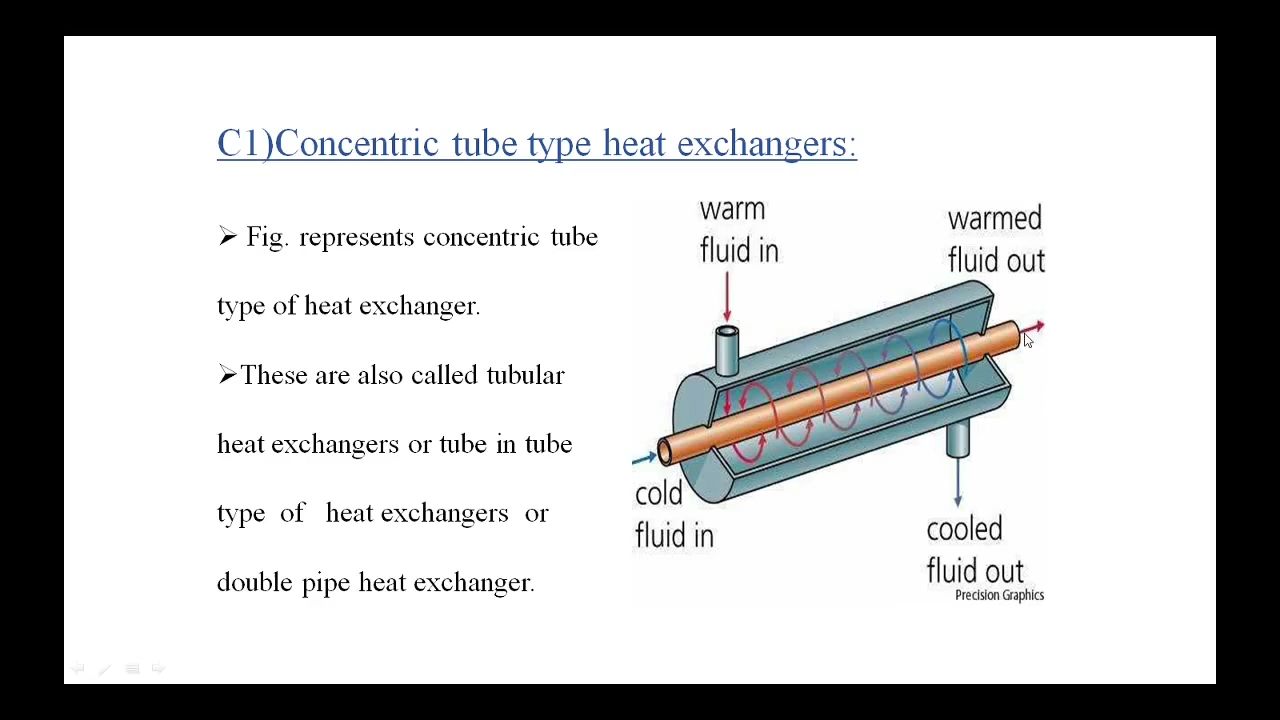 C1)Concentric tube type heat exchangers:
➢ Fig. represents concentric tube
type of heat exchanger.
➢These are also called tubular
heat exchangers or tube in tube
type of heat exchangers or
double pipe heat exchanger.
warm
fluid in
warmed
fluid out
cold
fluid in
cooled
fluid out
Precision Graphics